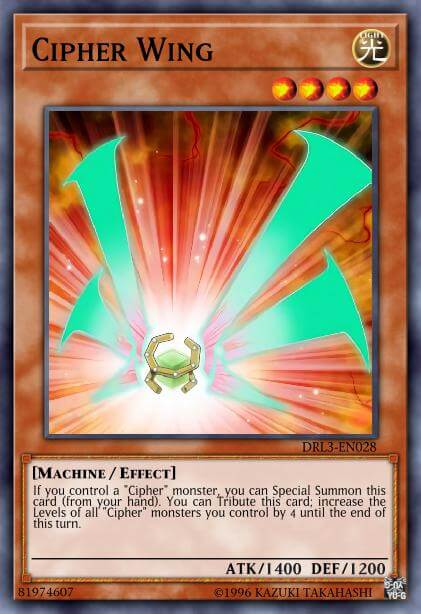 CIPHER WING
LIGHT
光
DRL3-EN028
[MACHINE / EFFECT]
If you control a "Cipher" monster, you can Special Summon this
card (from your hand). You can Tribute this card; increase the
Levels of all "Cipher" monsters you control by 4 until the end of
this turn.
ATK/1400 DEF/1200
81974607
©1996 KAZUKI TAKAHASHI